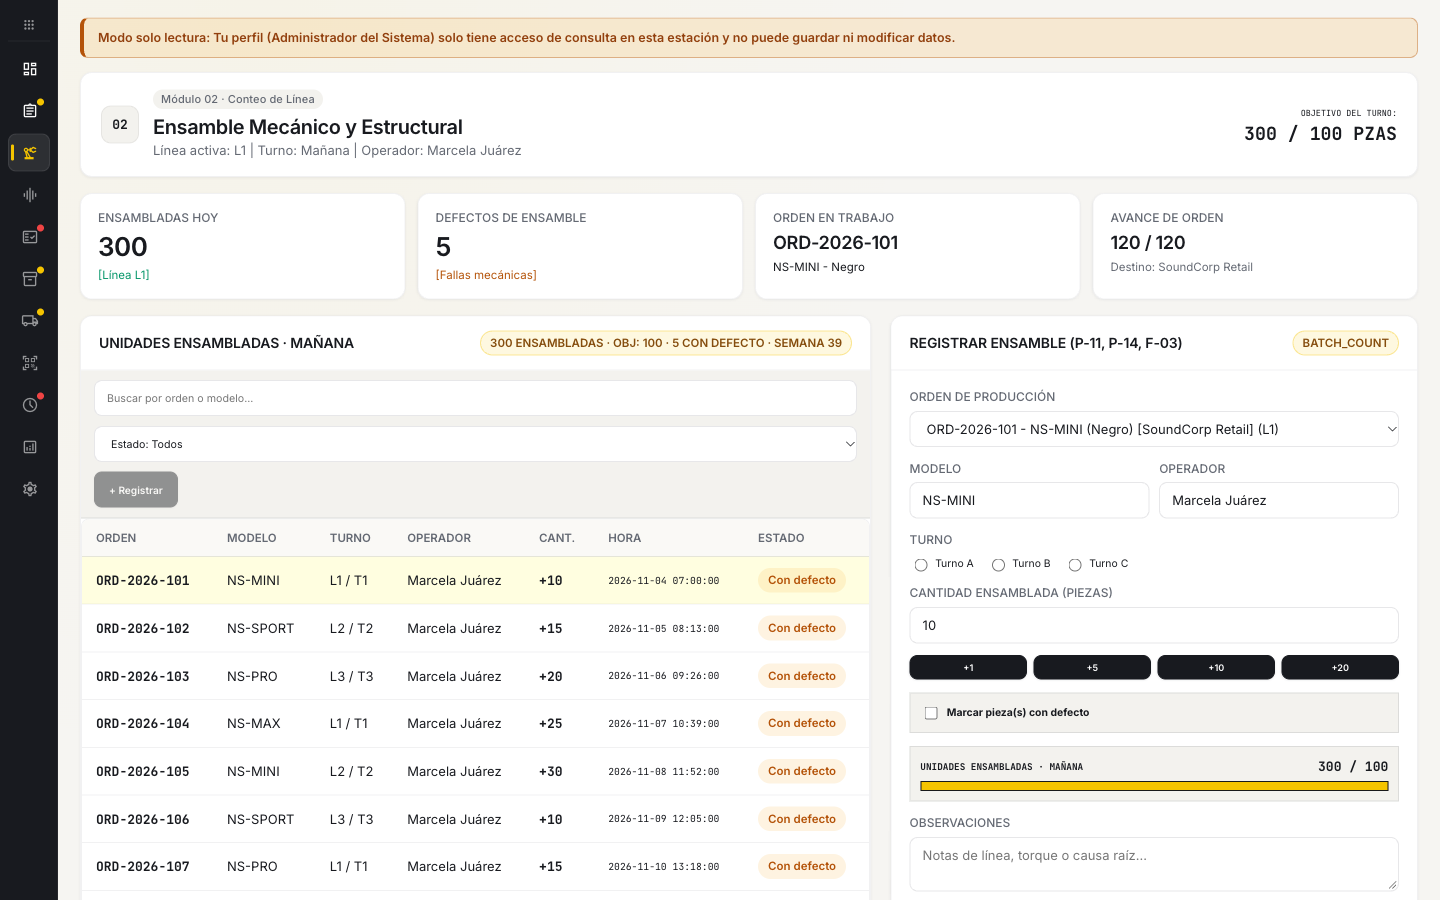 Modo solo lectura: Tu perfil (Administrador del Sistema) solo tiene acceso de consulta en esta estación y no puede guardar ni modificar datos.
02
Módulo 02 · Conteo de Línea
Ensamble Mecánico y Estructural
Línea activa: L1 | Turno: Mañana | Operador: Marcela Juárez
OBJETIVO DEL TURNO:
300 / 100 PZAS
ENSAMBLADAS HOY
300
[Línea L1]
DEFECTOS DE ENSAMBLE
5
[Fallas mecánicas]
ORDEN EN TRABAJO
ORD-2026-101
NS-MINI - Negro
AVANCE DE ORDEN
120 / 120
Destino: SoundCorp Retail
UNIDADES ENSAMBLADAS · MAÑANA
300 ENSAMBLADAS · OBJ: 100 · 5 CON DEFECTO · SEMANA 39
Buscar por orden o modelo...
Estado: Todos
+ Registrar
ORDEN MODELO TURNO OPERADOR CANT. HORA ESTADO
ORD-2026-101 NS-MINI L1 / T1 Marcela Juárez +10 2026-11-04 07:00:00 Con defecto
ORD-2026-102 NS-SPORT L2 / T2 Marcela Juárez +15 2026-11-05 08:13:00 Con defecto
ORD-2026-103 NS-PRO L3 / T3 Marcela Juárez +20 2026-11-06 09:26:00 Con defecto
ORD-2026-104 NS-MAX L1 / T1 Marcela Juárez +25 2026-11-07 10:39:00 Con defecto
ORD-2026-105 NS-MINI L2 / T2 Marcela Juárez +30 2026-11-08 11:52:00 Con defecto
ORD-2026-106 NS-SPORT L3 / T3 Marcela Juárez +10 2026-11-09 12:05:00 Con defecto
ORD-2026-107 NS-PRO L1 / T1 Marcela Juárez +15 2026-11-10 13:18:00 Con defecto
REGISTRAR ENSAMBLE (P-11, P-14, F-03)
BATCH_COUNT
ORDEN DE PRODUCCIÓN
ORD-2026-101 - NS-MINI (Negro) [SoundCorp Retail] (L1)
MODELO OPERADOR
NS-MINI Marcela Juárez
TURNO
Turno A Turno B Turno C
CANTIDAD ENSAMBLADA (PIEZAS)
10
+1 +5 +10 +20
Marcar pieza(s) con defecto
UNIDADES ENSAMBLADAS · MAÑANA 300 / 100
OBSERVACIONES
Notas de línea, torque o causa raíz...